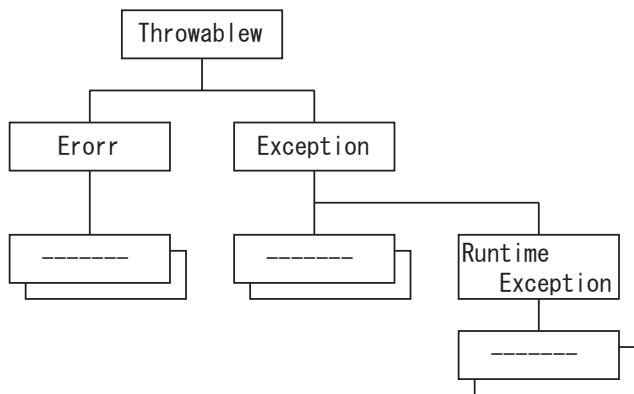 Throwablew
Erorr
Exception
-------
-------
Runtime
Exception
-------